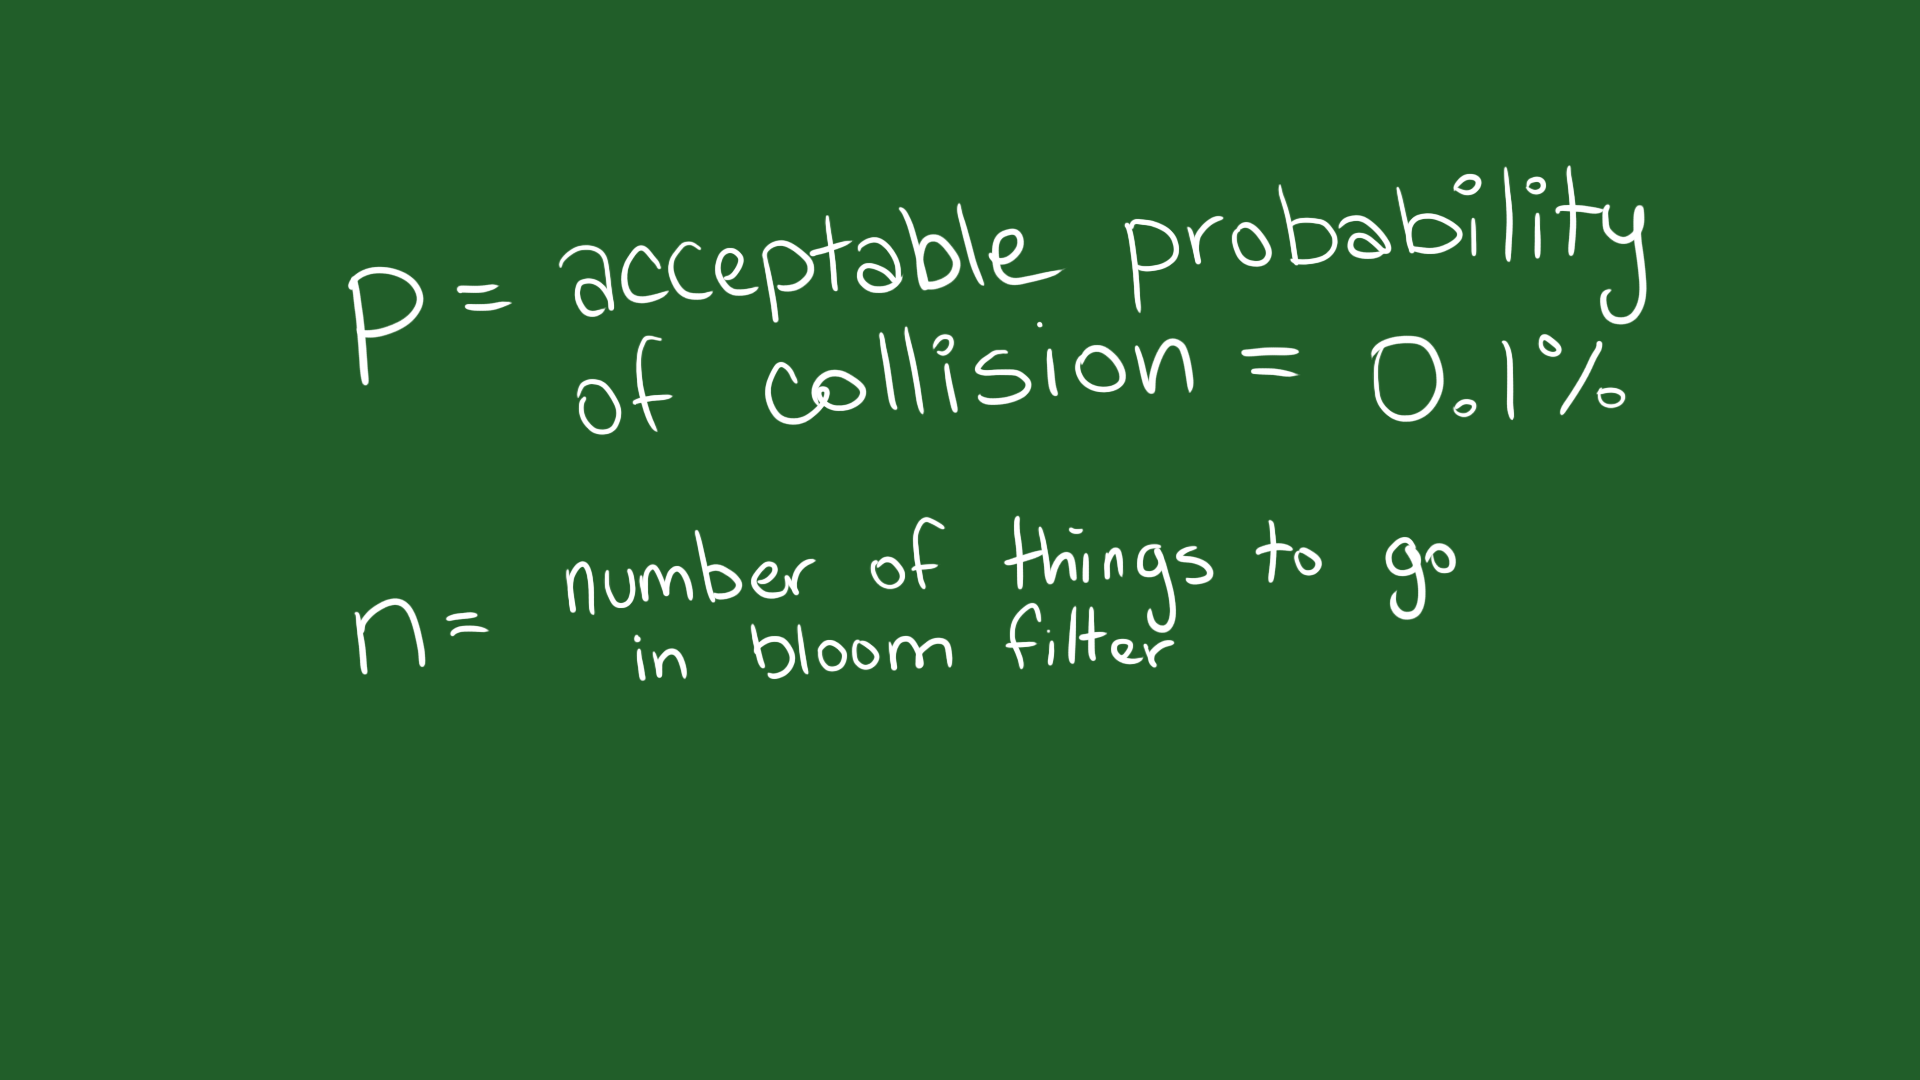 p = acceptable probability
of collision = 0.1%
n = number of things to go
in bloom filter